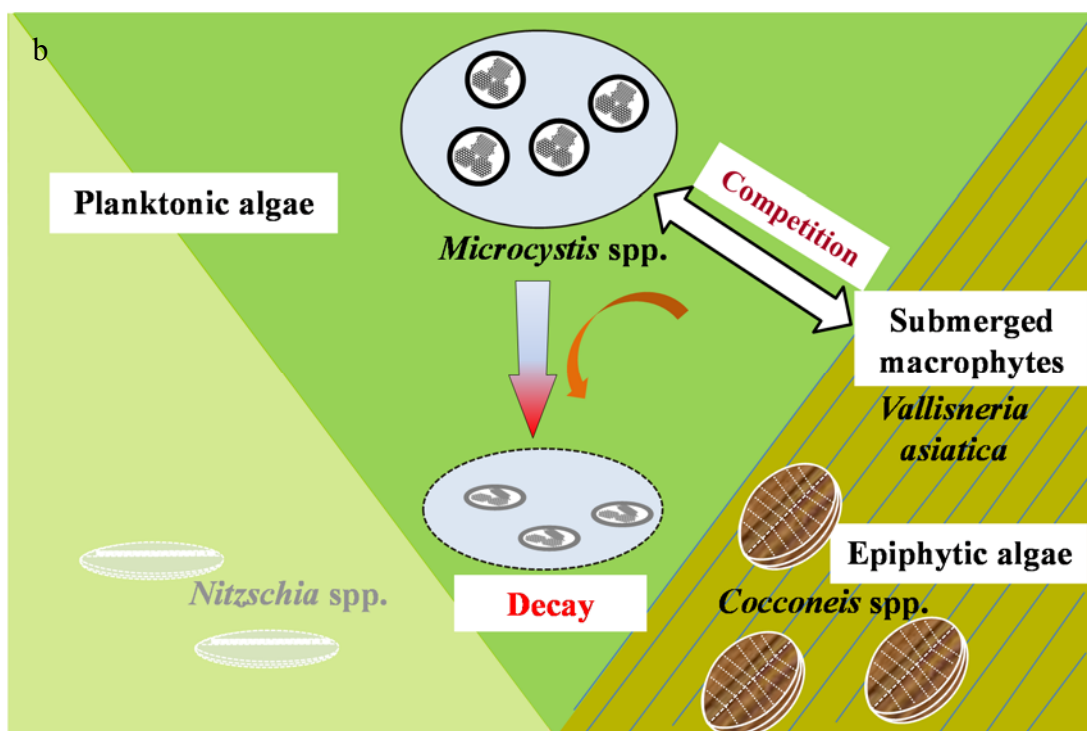 b
Planktonic algae
Microcystis spp.
Competition
Submerged
macrophytes
Vallisneria
asiatica
Epiphytic algae
Cocconeis spp.
Nitzschia spp.
Decay